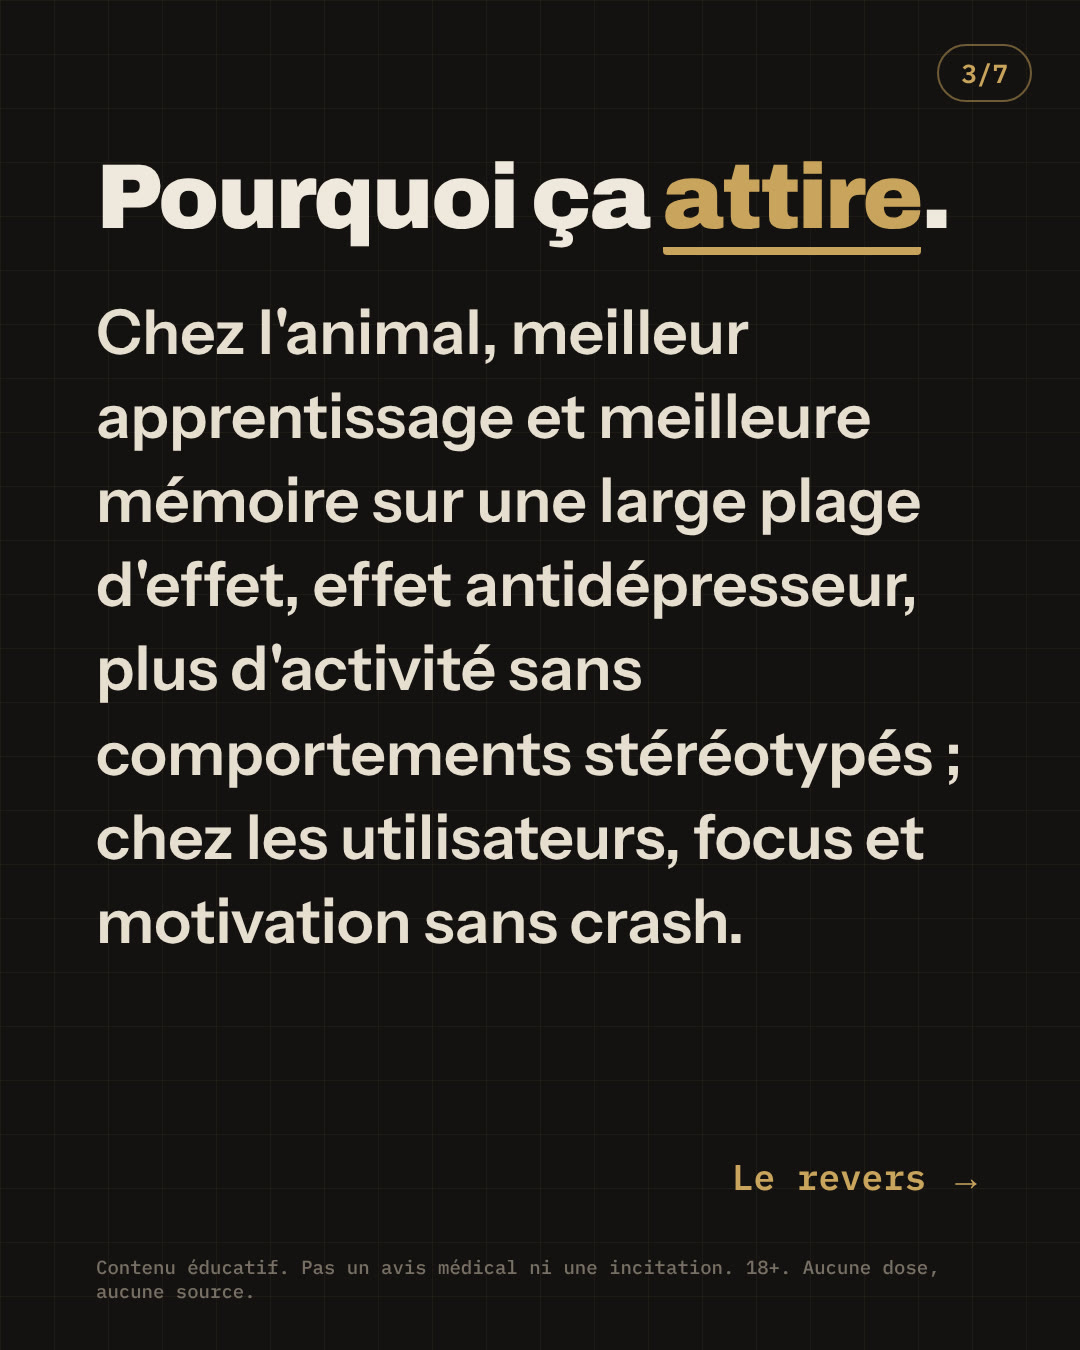 3/7
Pourquoi ça attire.
Chez l'animal, meilleur
apprentissage et meilleure
mémoire sur une large plage
d'effet, effet antidépresseur,
plus d'activité sans
comportements stéréotypés ;
chez les utilisateurs, focus et
motivation sans crash.
Le revers →
Contenu éducatif. Pas un avis médical ni une incitation. 18+. Aucune dose,
aucune source.